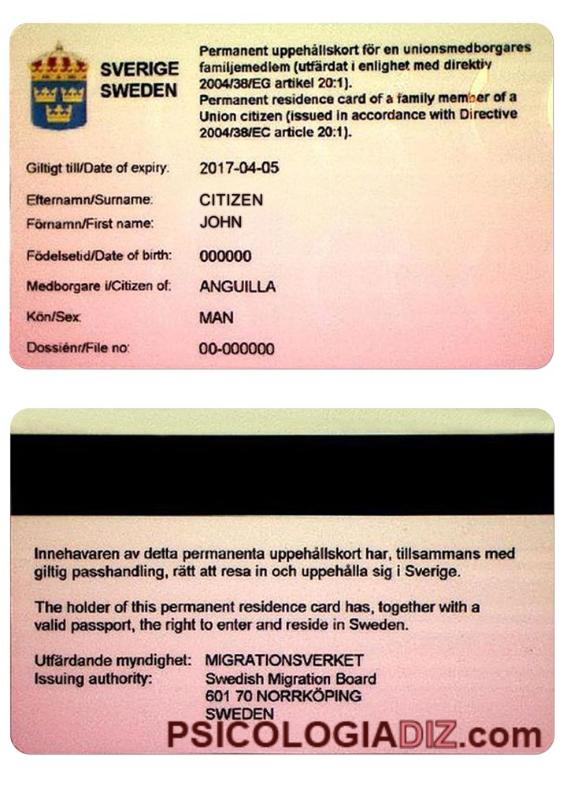 SVERIGE
SWEDEN
Permanent uppehållskort för en unionsmedborgares
familjemedlem (utfärdat i enlighet med direktiv
2004/38/EG artikel 20:1).
Permanent residence card of a family member of a
Union citizen (issued in accordance with Directive
2004/38/EC article 20:1).
Giltigt till/Date of expiry: 2017-04-05
Efternamn/Surname: CITIZEN
Förnamn/First name: JOHN
Födelsetid/Date of birth: 000000
Medborgare i/Citizen of: ANGUILLA
Kön/Sex: MAN
Dossiénr/File no: 00-000000
Innehavaren av detta permanenta uppehållskort har, tillsammans med
giltig passhandling, rätt att resa in och uppehålla sig i Sverige.
The holder of this permanent residence card has, together with a
valid passport, the right to enter and reside in Sweden.
Utfärdande myndighet: MIGRATIONSVERKET
Issuing authority: Swedish Migration Board
601 70 NORRKÖPING
SWEDEN
PSICOLOGIADIZ.com